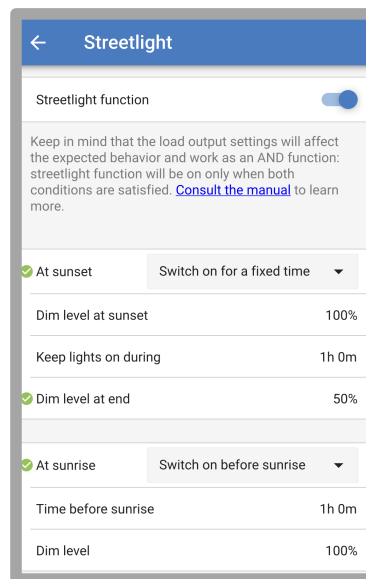 Streetlight
Streetlight function
Keep in mind that the load output settings will affect
the expected behavior and work as an AND function:
streetlight function will be on only when both
conditions are satisfied. Consult the manual to learn
more.
At sunset Switch on for a fixed time
Dim level at sunset 100%
Keep lights on during 1h 0m
Dim level at end 50%
At sunrise Switch on before sunrise
Time before sunrise 1h 0m
Dim level 100%